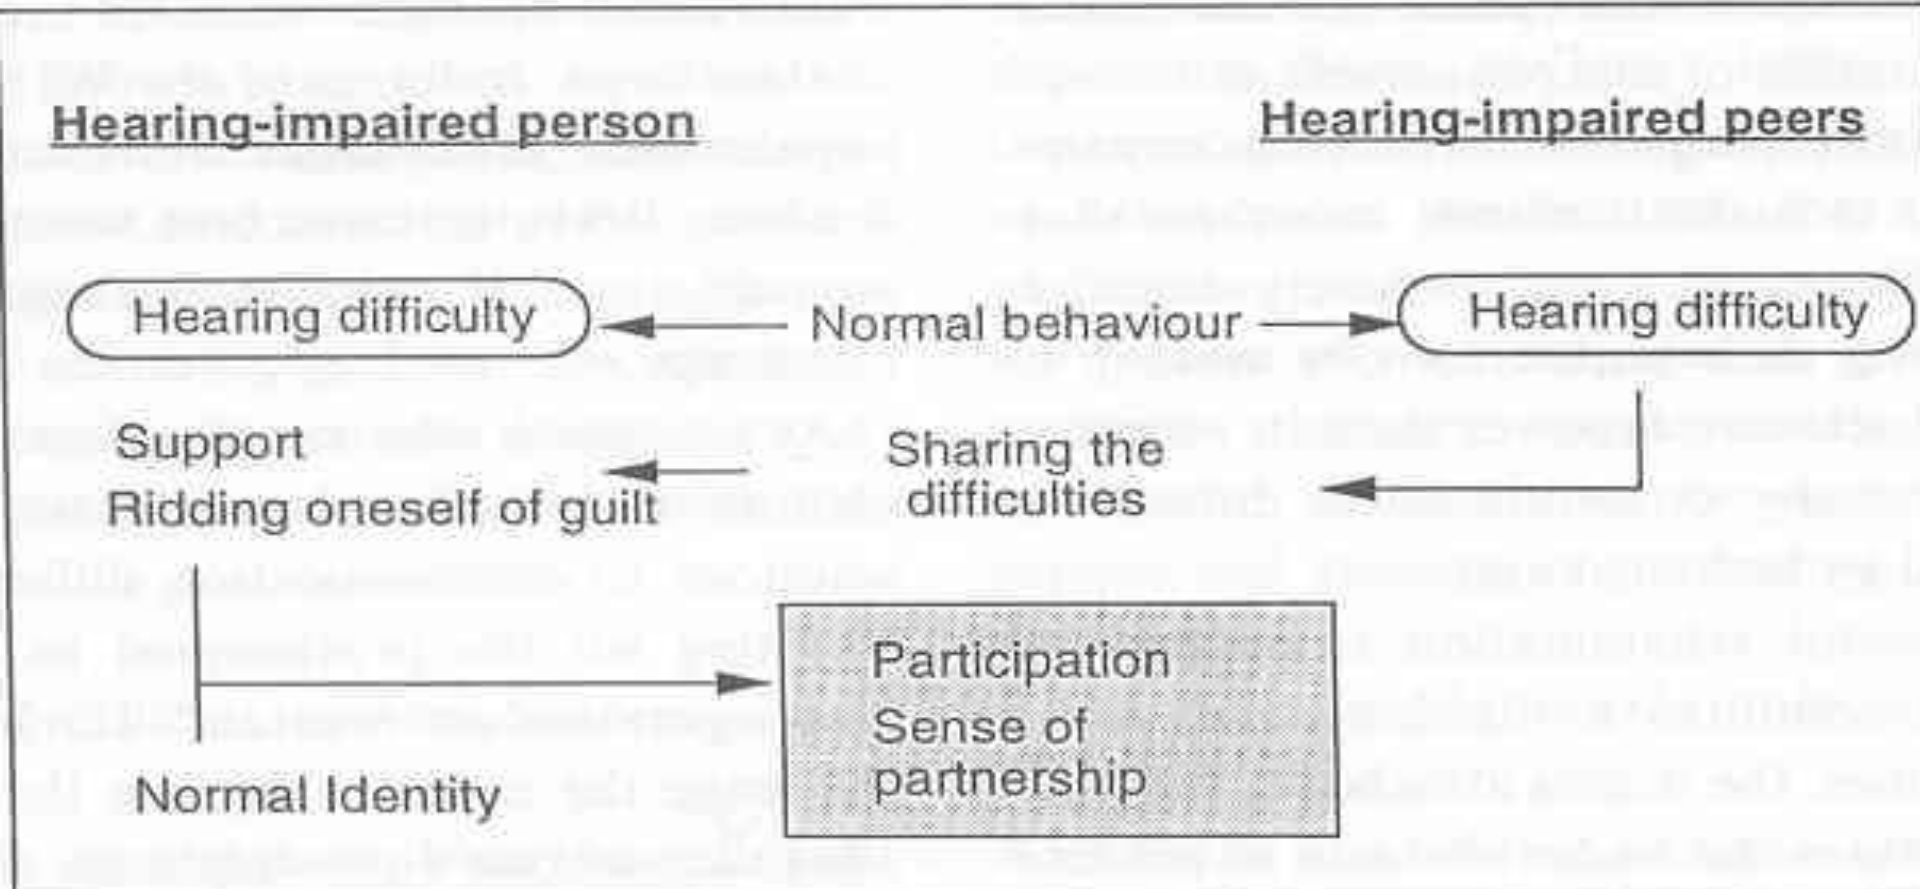 Hearing-impaired person
Hearing-impaired peers
Hearing difficulty
Normal behaviour
Hearing difficulty
Support
Ridding oneself of guilt
Sharing the
difficulties
Participation
Sense of
partnership
Normal Identity